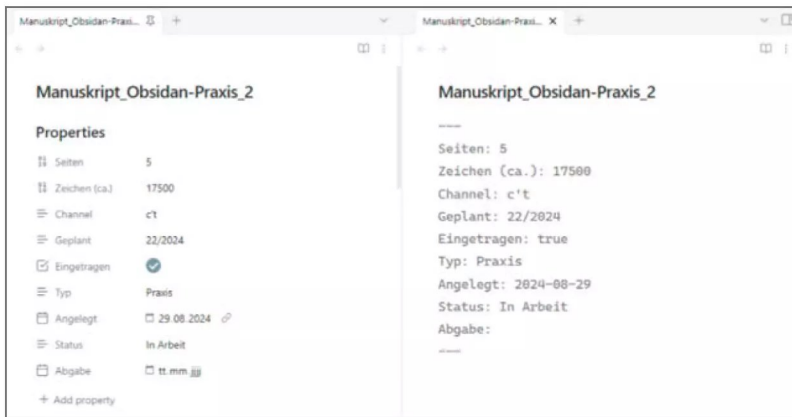 Manuskript_Obsidan-Praxi...
Manuskript_Obsidan-Praxis_2
Properties
Seiten 5
Zeichen (ca.) 17500
Channel c't
Geplant 22/2024
Eingetragen
Typ Praxis
Angelegt 29.08.2024
Status In Arbeit
Abgabe tt.mm.jjjj
+ Add property
Manuskript_Obsidan-Praxi...
Manuskript_Obsidan-Praxis_2
---
Seiten: 5
Zeichen (ca.): 17500
Channel: c't
Geplant: 22/2024
Eingetragen: true
Typ: Praxis
Angelegt: 2024-08-29
Status: In Arbeit
Abgabe:
---